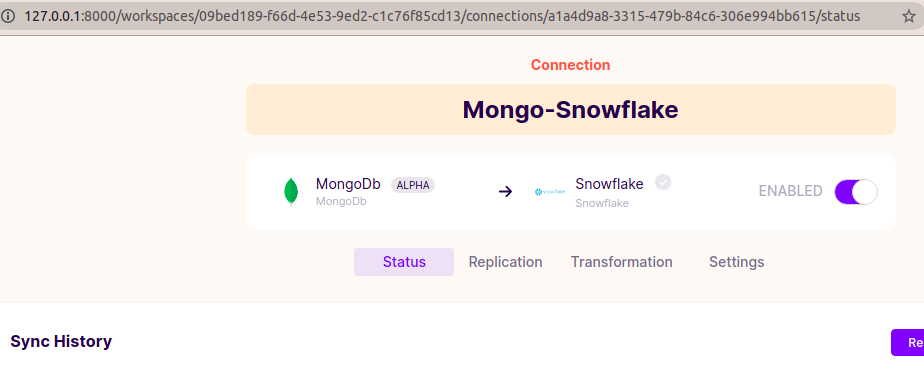 127.0.0.1:8000/workspaces/09bed189-f66d-4e53-9ed2-c1c76f85cd13/connections/a1a4d9a8-3315-479b-84c6-306e994bb615/status
Connection
Mongo-Snowflake
MongoDb ALPHA
MongoDb
Snowflake
Snowflake
ENABLED
Status Replication Transformation Settings
Sync History
Re